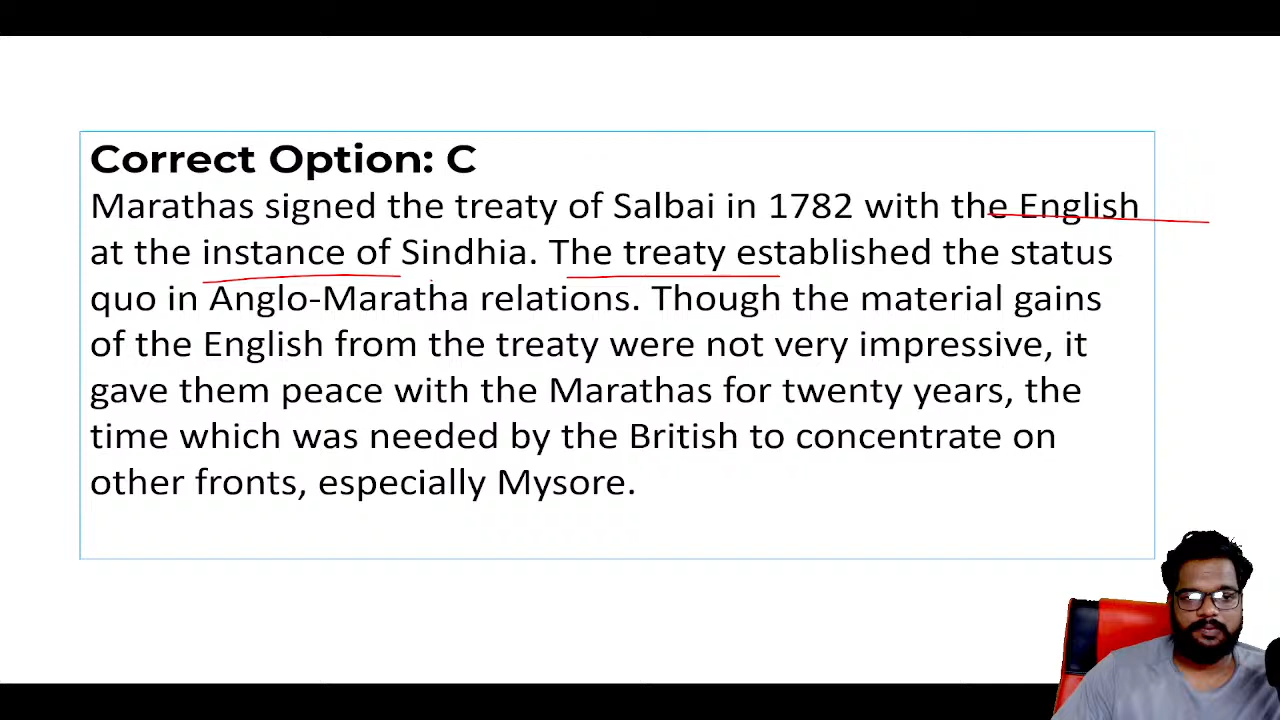 Correct Option: C
Marathas signed the treaty of Salbai in 1782 with the English
at the instance of Sindhia. The treaty established the status
quo in Anglo-Maratha relations. Though the material gains
of the English from the treaty were not very impressive, it
gave them peace with the Marathas for twenty years, the
time which was needed by the British to concentrate on
other fronts, especially Mysore.